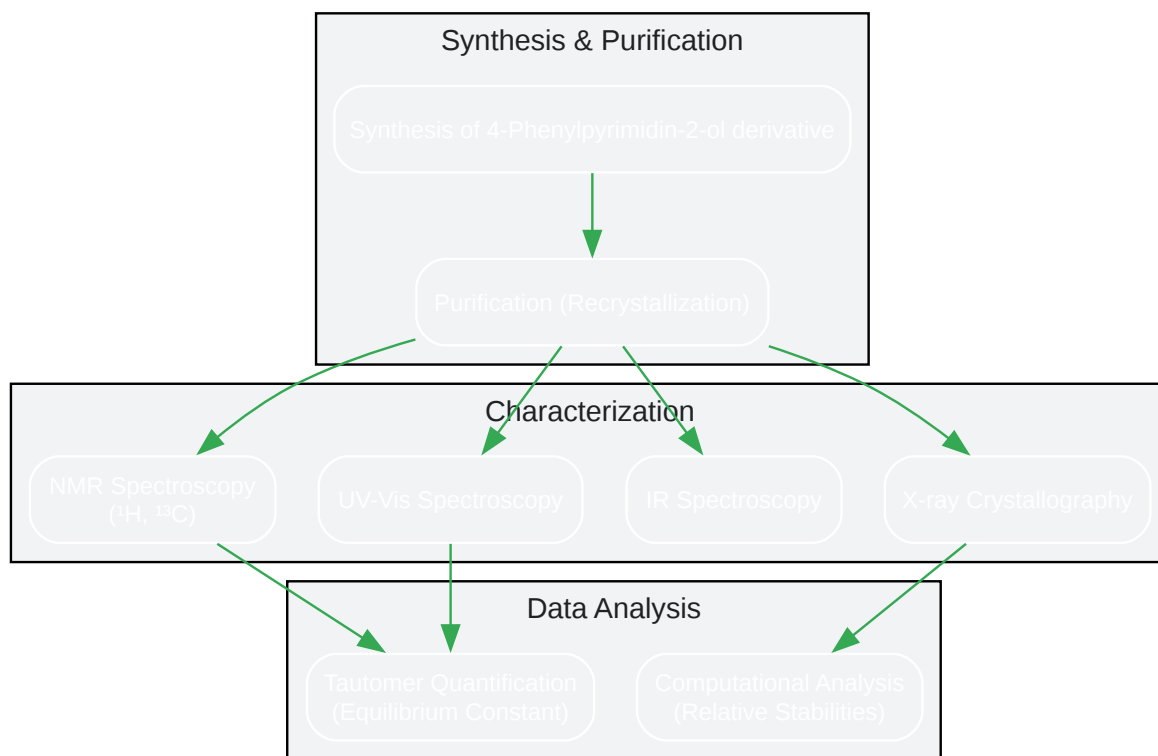 Synthesis & Purification
Synthesis of 4-Phenylpyrimidin-2-ol derivative
Purification (Recrystallization)
Characterization
NMR Spectroscopy
(¹H, ¹³C)
UV-Vis Spectroscopy
IR Spectroscopy
X-ray Crystallography
Data Analysis
Tautomer Quantification
(Equilibrium Constant)
Computational Analysis
(Relative Stabilities)